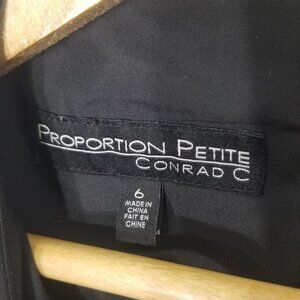 PROPORTION PETITE
CONRAD C
6
MADE IN
CHINA
FAIT EN
CHINE